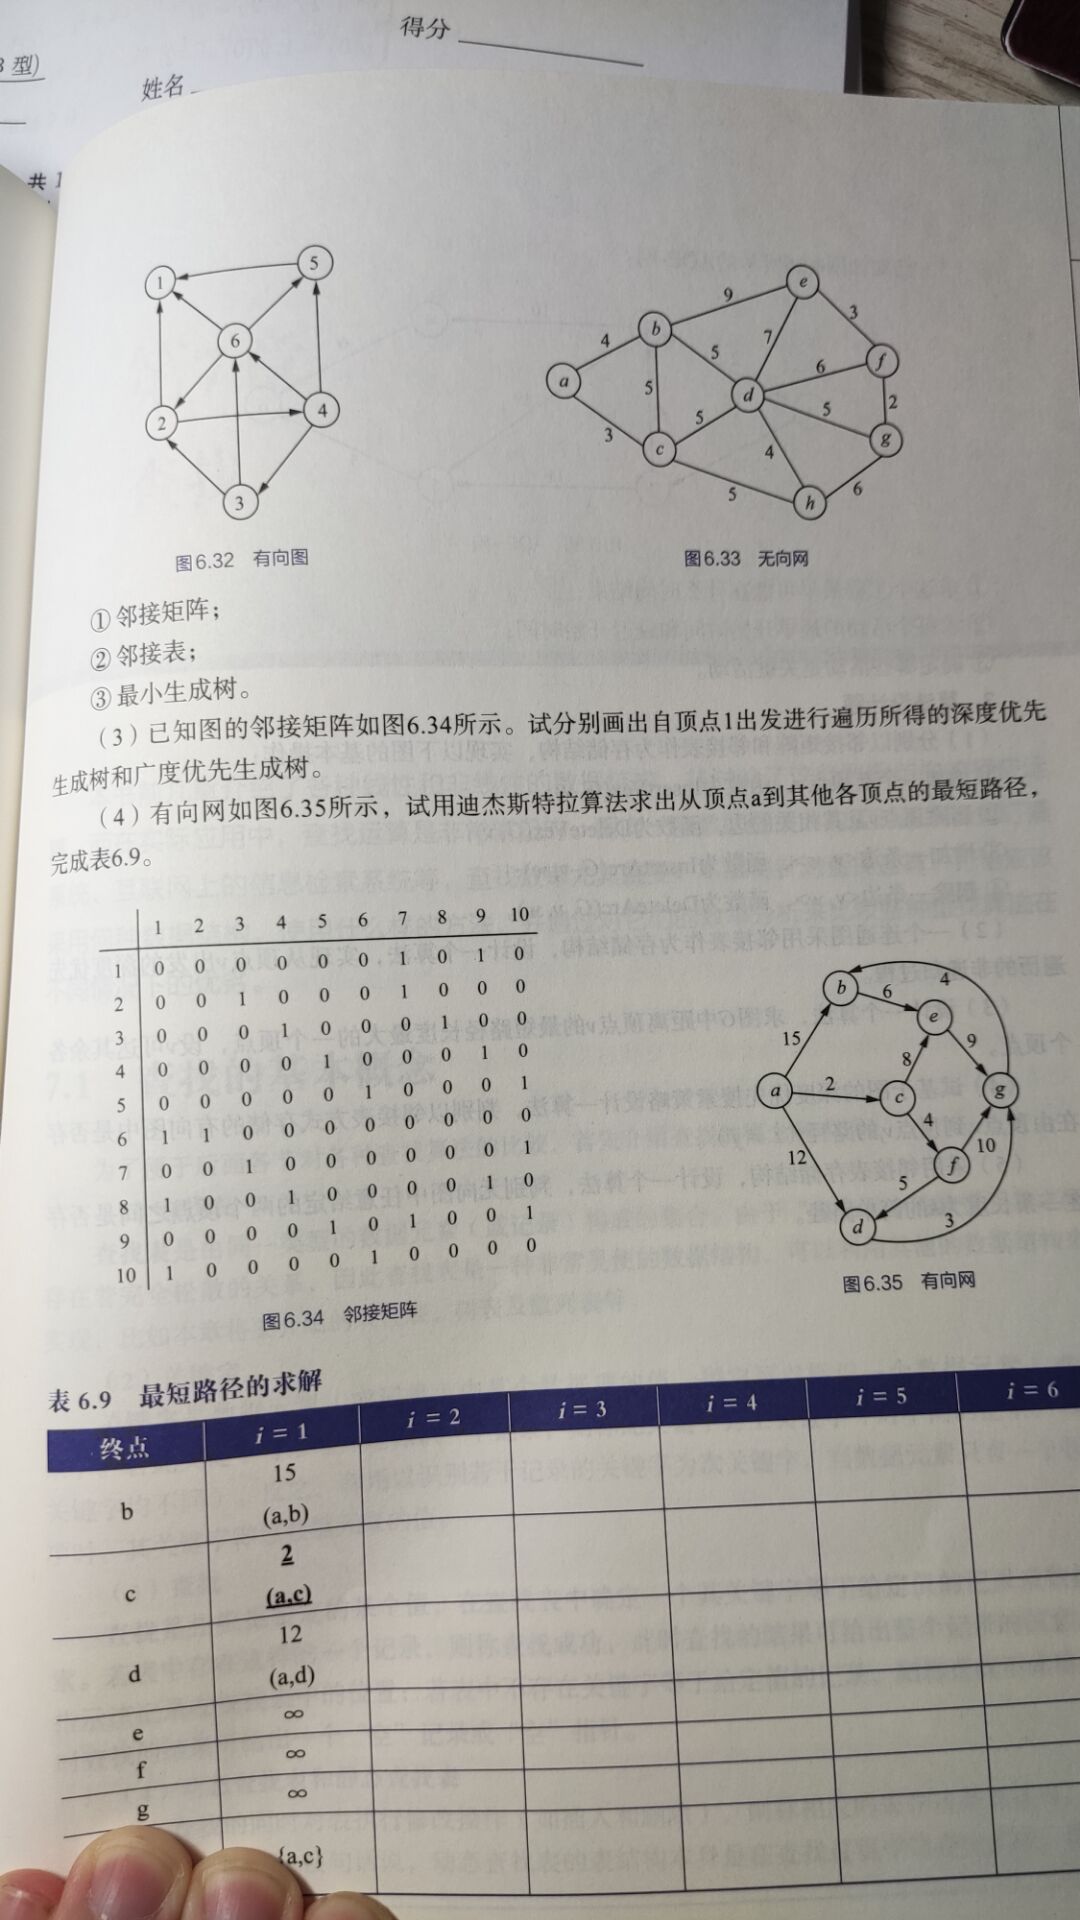 得分
型)
姓名
共
1
5
6
2
4
3
图6.32 有向图
e
9
b
3
4
7
5
6
f
a
5
d
2
5
5
3
g
c
4
5
6
h
图6.33 无向网
①邻接矩阵;
②邻接表;
③最小生成树。
(3)已知图的邻接矩阵如图6.34所示。试分别画出自顶点1出发进行遍历所得的深度优先
生成树和广度优先生成树。
(4)有向网如图6.35所示,试用迪杰斯特拉算法求出从顶点a到其他各顶点的最短路径,
完成表6.9。
1 2 3 4 5 6 7 8 9 10
1 0 0 0 0 0 0 1 0 1 0
2 0 0 1 0 0 0 1 0 0 0
3 0 0 0 1 0 0 0 1 0 0
4 0 0 0 0 1 0 0 0 1 0
5 0 0 0 0 0 1 0 0 0 1
6 1 1 0 0 0 0 0 0 0 0
7 0 0 1 0 0 0 0 0 0 1
8 1 0 0 1 0 0 0 0 1 0
9 0 0 0 0 1 0 1 0 0 1
10 1 0 0 0 0 1 0 0 0 0
图6.34 邻接矩阵
4
b
6
e
15
9
8
a
2
c
g
4
10
12
f
5
d
3
图6.35 有向网
表 6.9 最短路径的求解
终点 i = 1 i = 2 i = 3 i = 4 i = 5 i = 6
b 15
(a,b)
c 2
(a,c)
d 12
(a,d)
e ∞
f ∞
g ∞
{a,c}